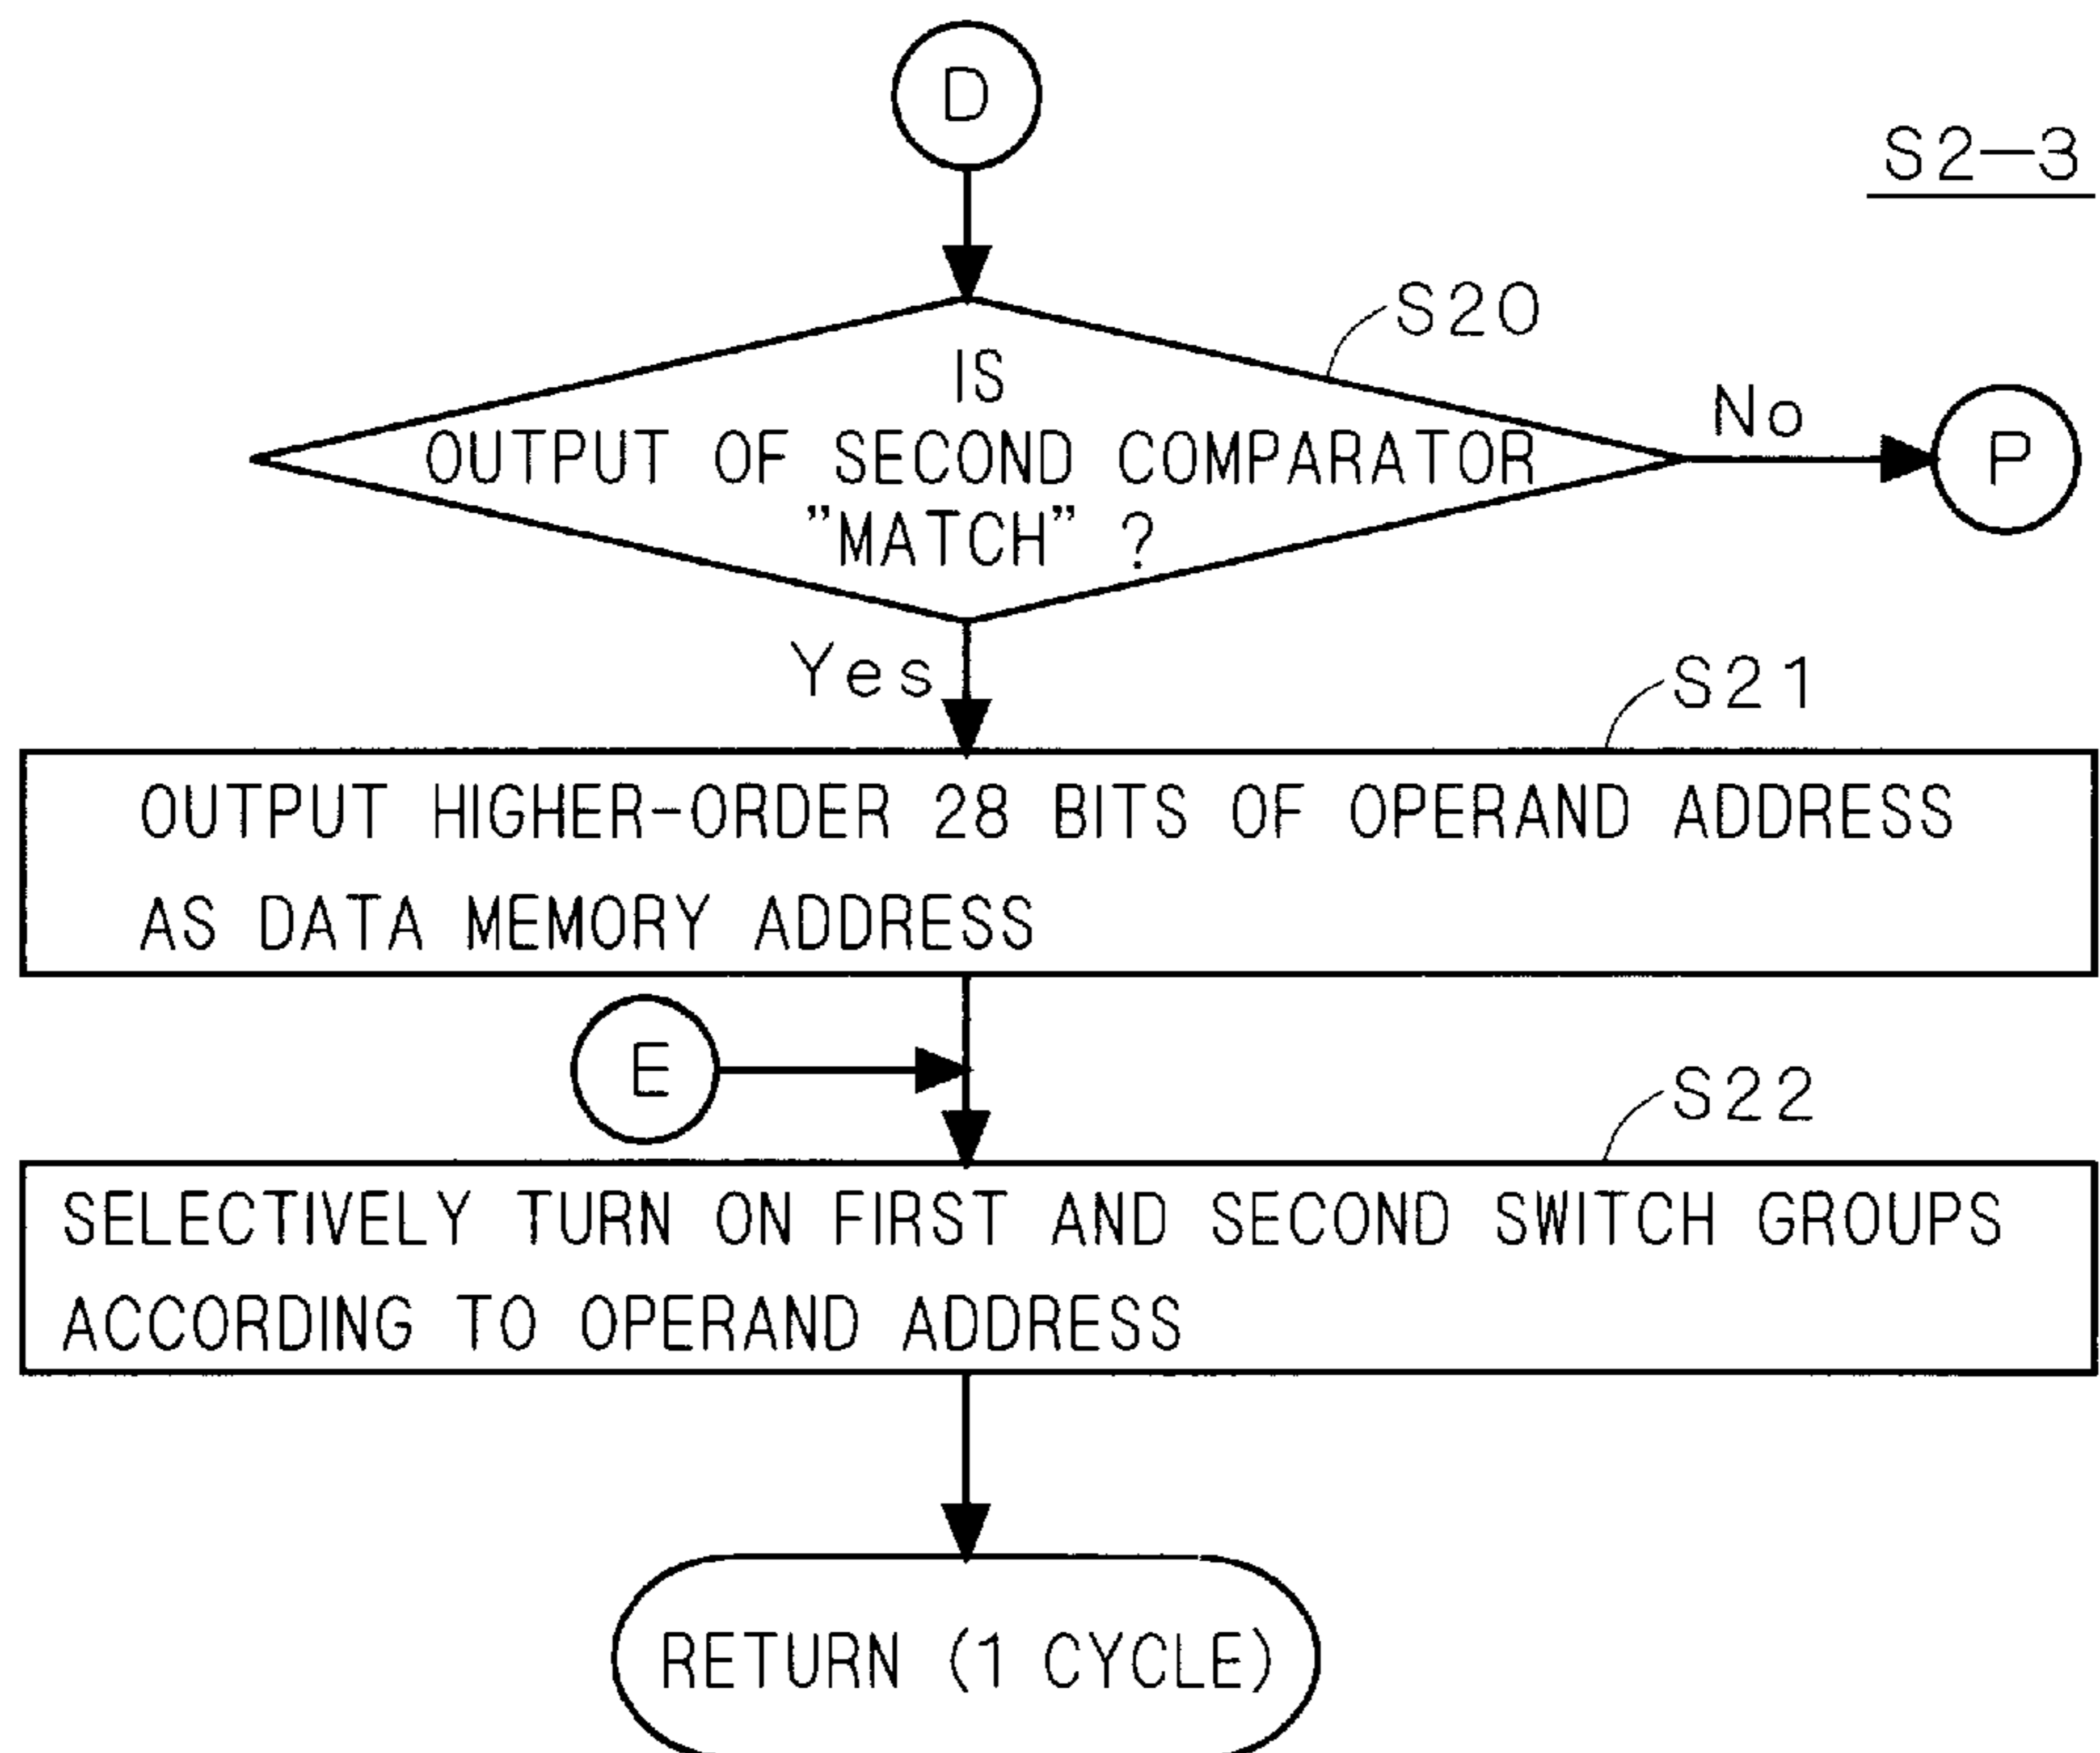 D
S2-3
S20
IS
OUTPUT OF SECOND COMPARATOR
"MATCH" ?
No
P
Yes
S21
OUTPUT HIGHER-ORDER 28 BITS OF OPERAND ADDRESS
AS DATA MEMORY ADDRESS
E
S22
SELECTIVELY TURN ON FIRST AND SECOND SWITCH GROUPS
ACCORDING TO OPERAND ADDRESS
RETURN (1 CYCLE)